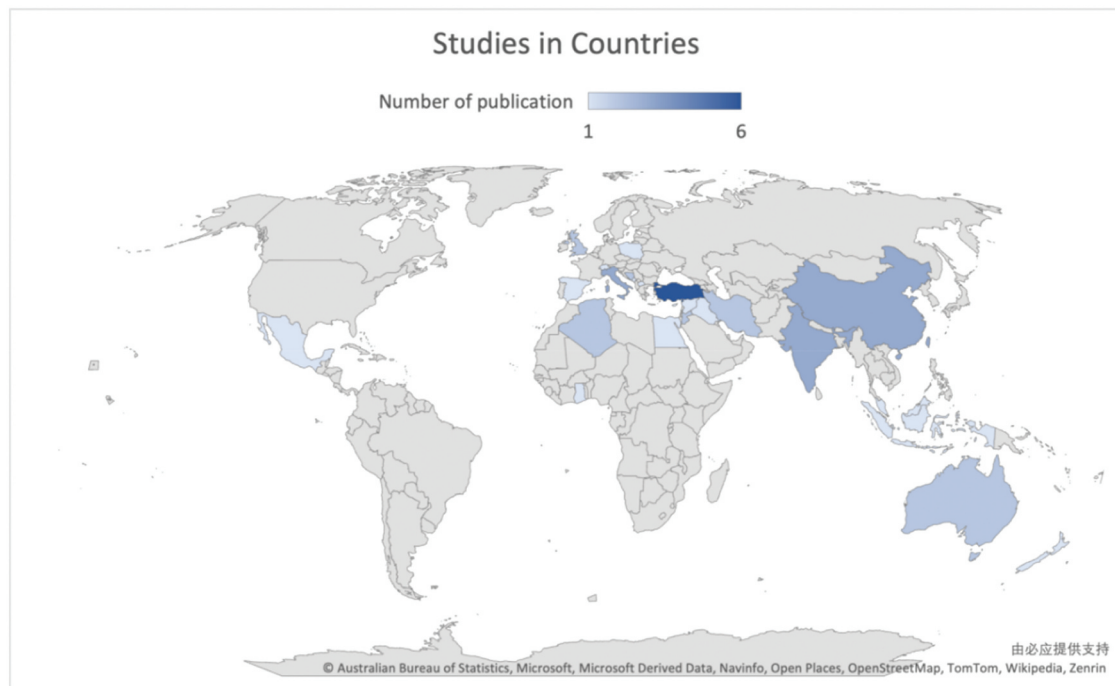 Studies in Countries
Number of publication
1 6
由必应提供支持
© Australian Bureau of Statistics, Microsoft, Microsoft Derived Data, Navinfo, Open Places, OpenStreetMap, TomTom, Wikipedia, Zenrin